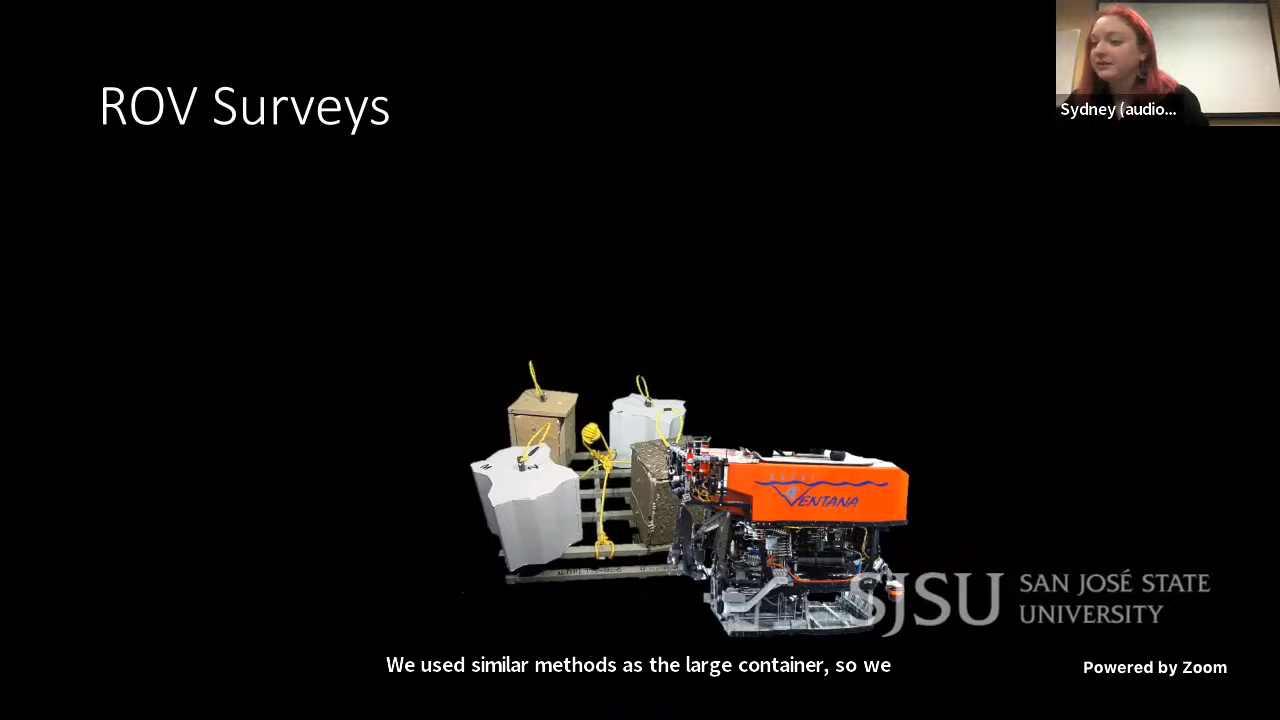 ROV Surveys
Sydney (audio...
VENTANA
SJSU SAN JOSÉ STATE
UNIVERSITY
We used similar methods as the large container, so we
Powered by Zoom